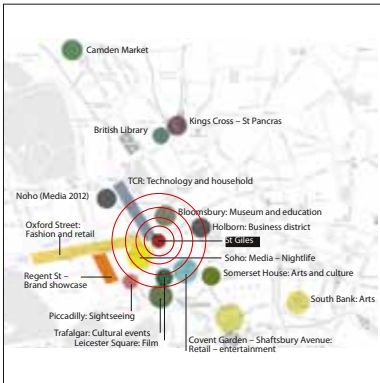 Camden Market
Kings Cross – St Pancras
British Library
TCR: Technology and household
Noho (Media 2012)
Bloomsbury: Museum and education
Oxford Street:
Fashion and retail
Holborn: Business district
St Giles
Soho: Media – Nightlife
Regent St –
Brand showcase
Somerset House: Arts and culture
South Bank: Arts
Piccadilly: Sightseeing
Trafalgar: Cultural events
Leicester Square: Film
Covent Garden – Shaftsbury Avenue:
Retail – entertainment